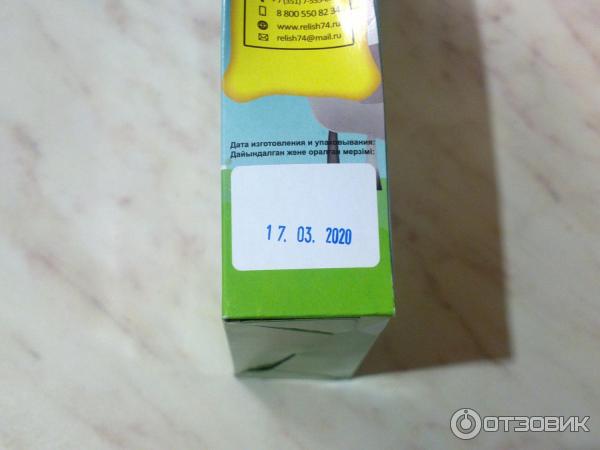 8 800 550 82 34
www.relish74.ru
relish74@mail.ru
Дата изготовления и упаковывания:
Дайындалған және оралған мерзімі:
17. 03. 2020
ОТЗОВИК